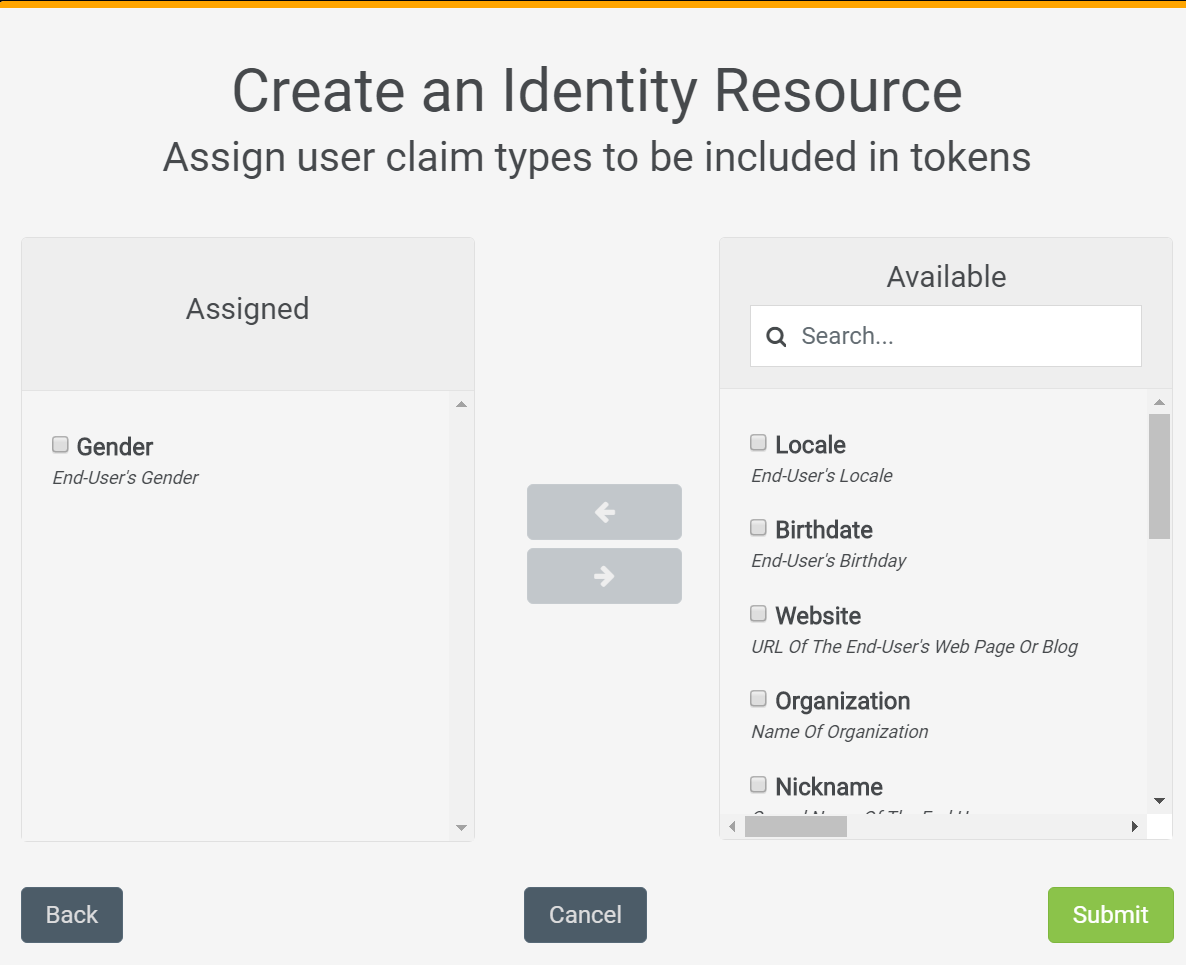 Create an Identity Resource
Assign user claim types to be included in tokens
Assigned
Gender
End-User's Gender
Available
Search...
Locale
End-User's Locale
Birthdate
End-User's Birthday
Website
URL Of The End-User's Web Page Or Blog
Organization
Name Of Organization
Nickname
Back
Cancel
Submit